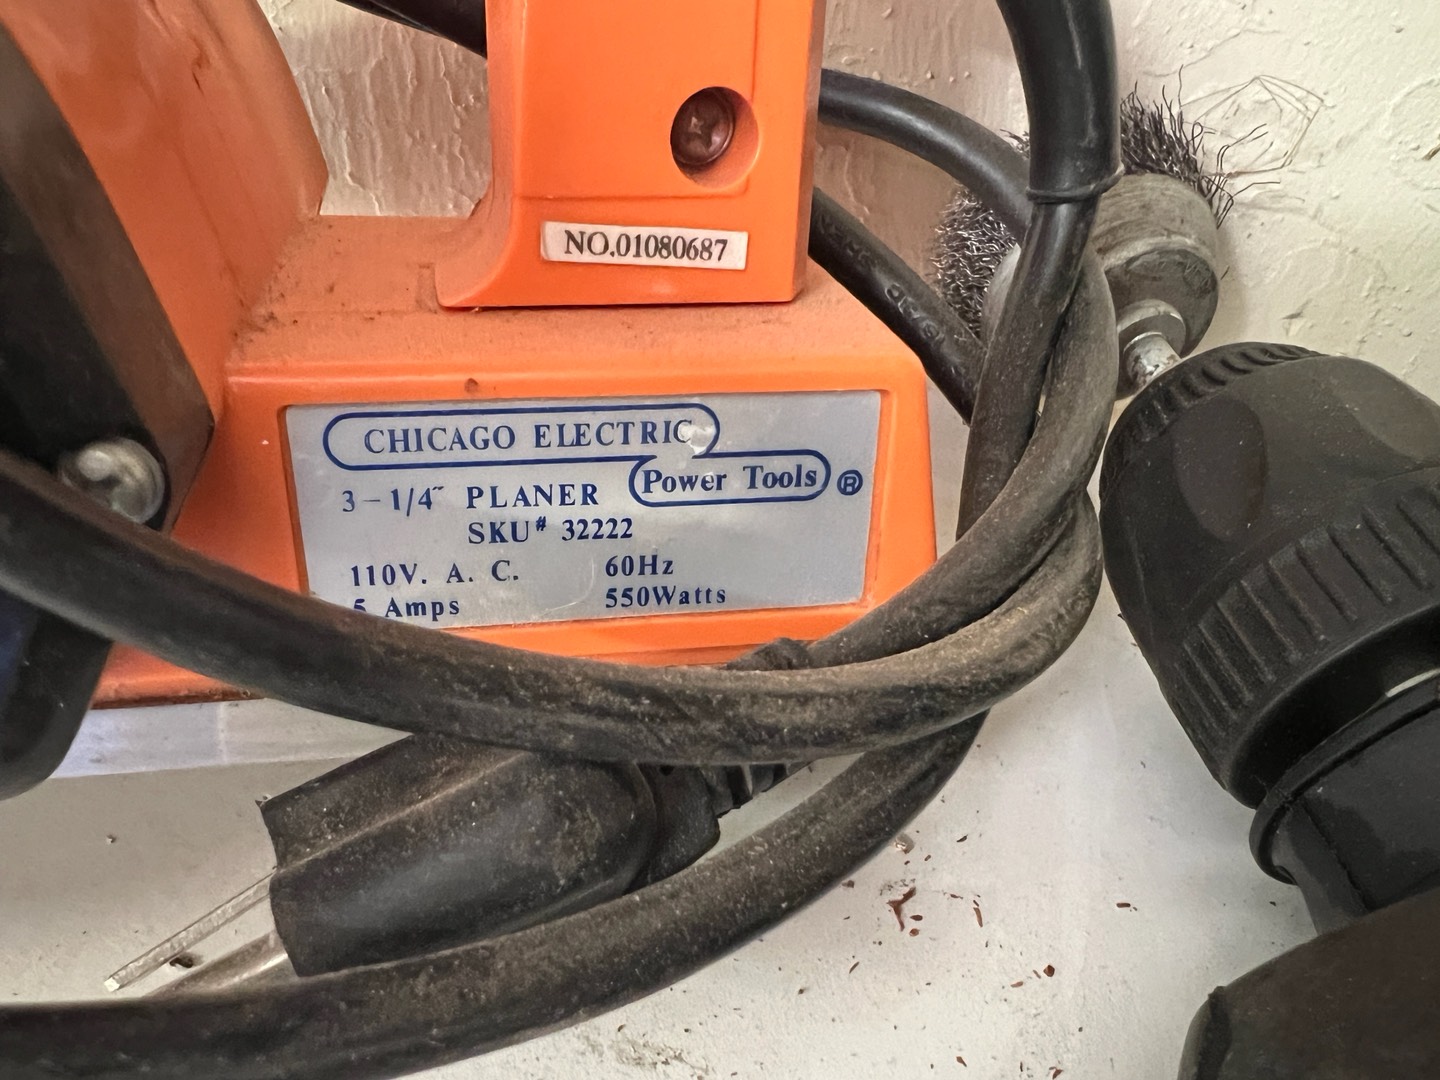 NO.01080687
CHICAGO ELECTRIC
Power Tools ®
3-1/4" PLANER
SKU# 32222
110V. A. C. 60Hz
5 Amps 550Watts